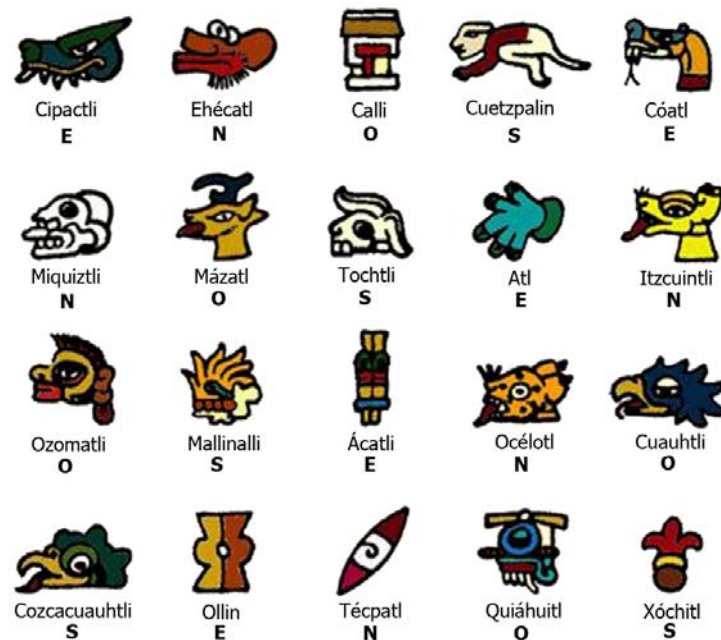 Cipactli Ehécatl Calli Cuetzpalin Cóatl
E N O S E
Miquiztli Mázatl Tochtli Atl Itzcuintli
N O S E N
Ozomatli Mallinalli Ácatli Océlotl Cuauhtli
O S E N O
Cozcacuauhtli Ollin Técpatl Quiáhuitl Xóchitl
S E N O S